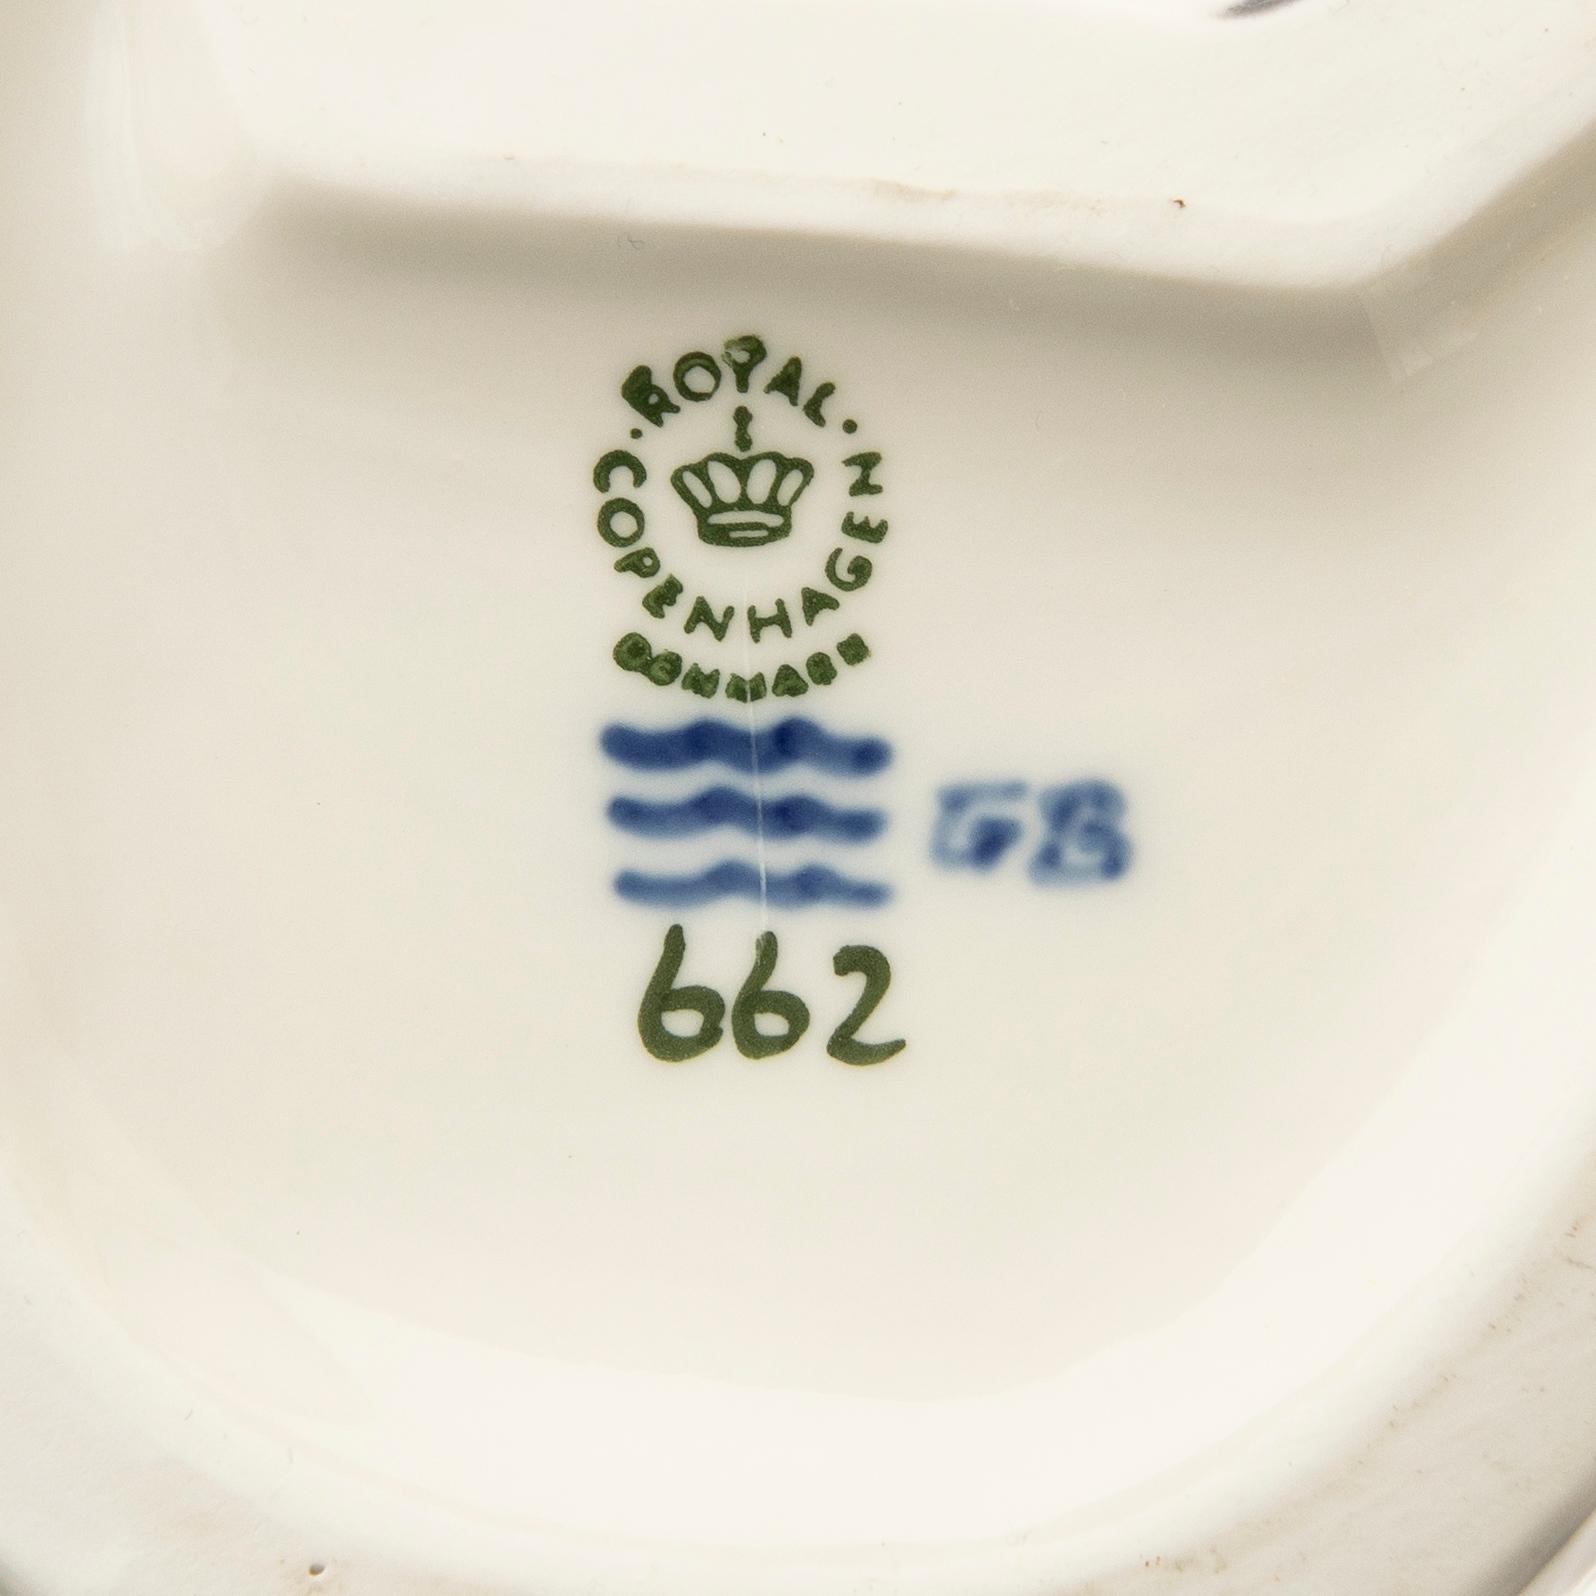 ROYAL
COPENHAGEN
DENMARK
662